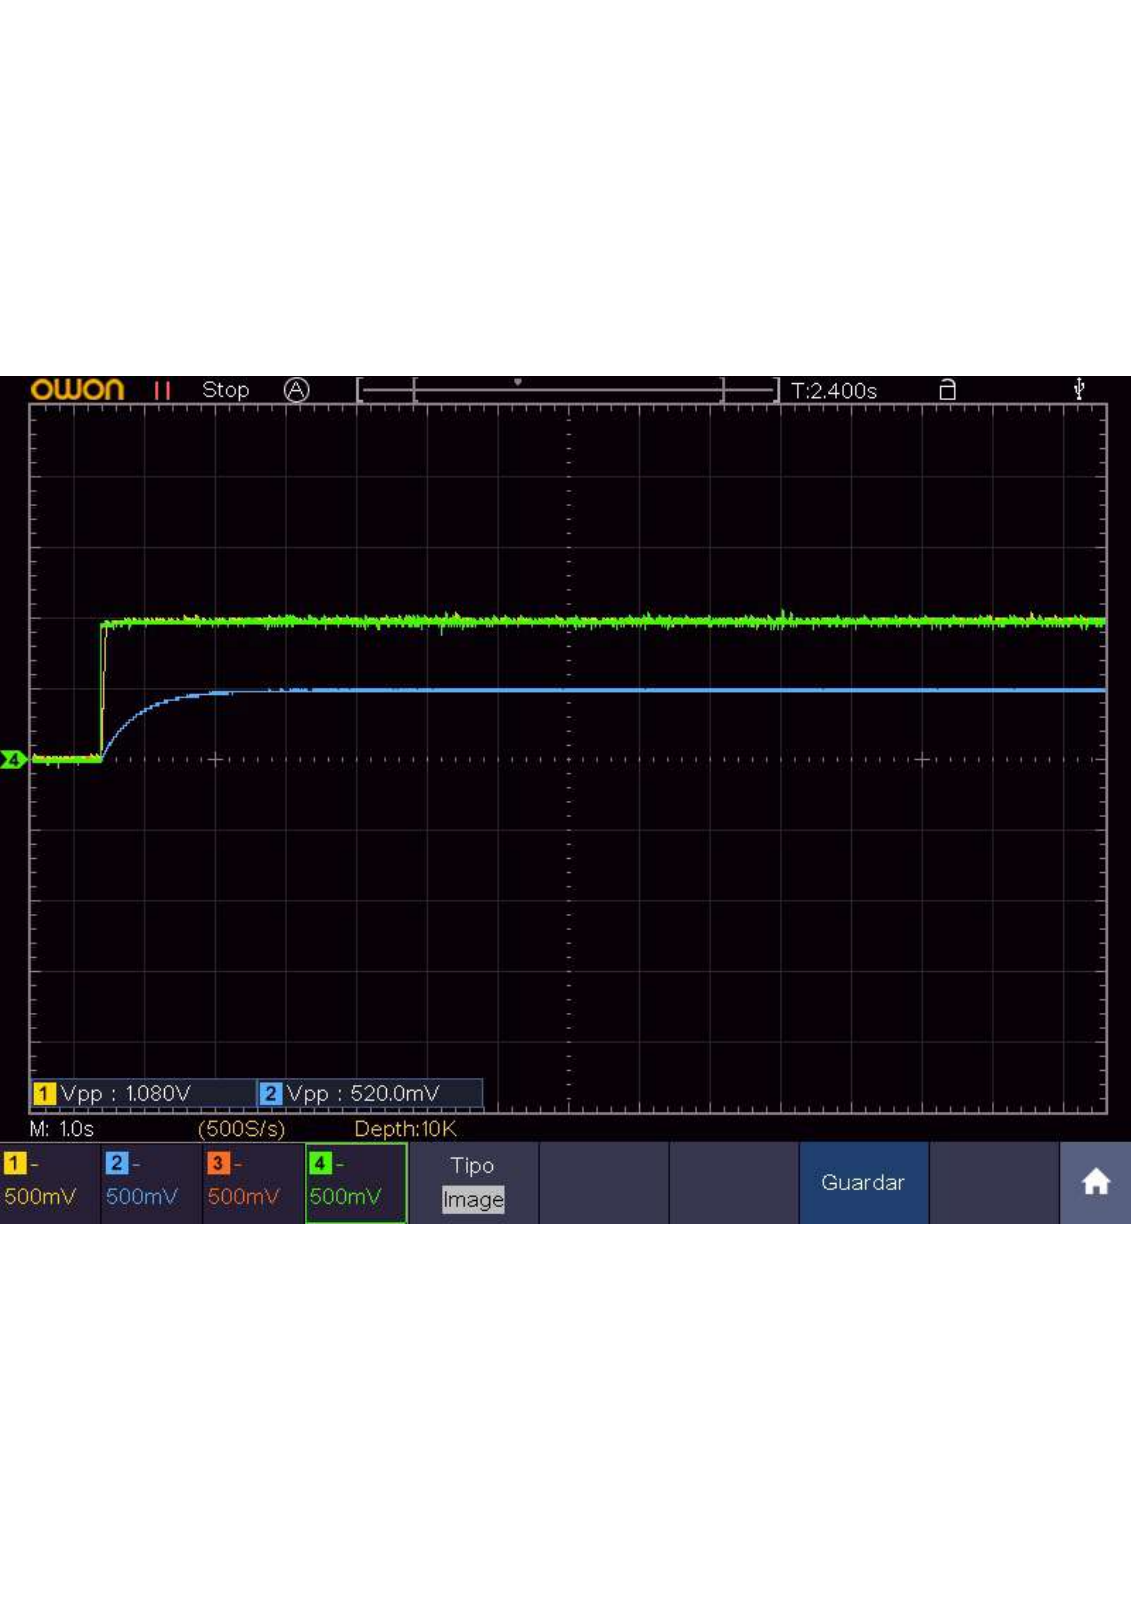 owon Stop A T:2.400s
4
1 Vpp : 1.080V 2 Vpp : 520.0mV
M: 1.0s (500S/s) Depth:10K
1 - 2 - 3 - 4 - Tipo
500mV 500mV 500mV 500mV Image Guardar